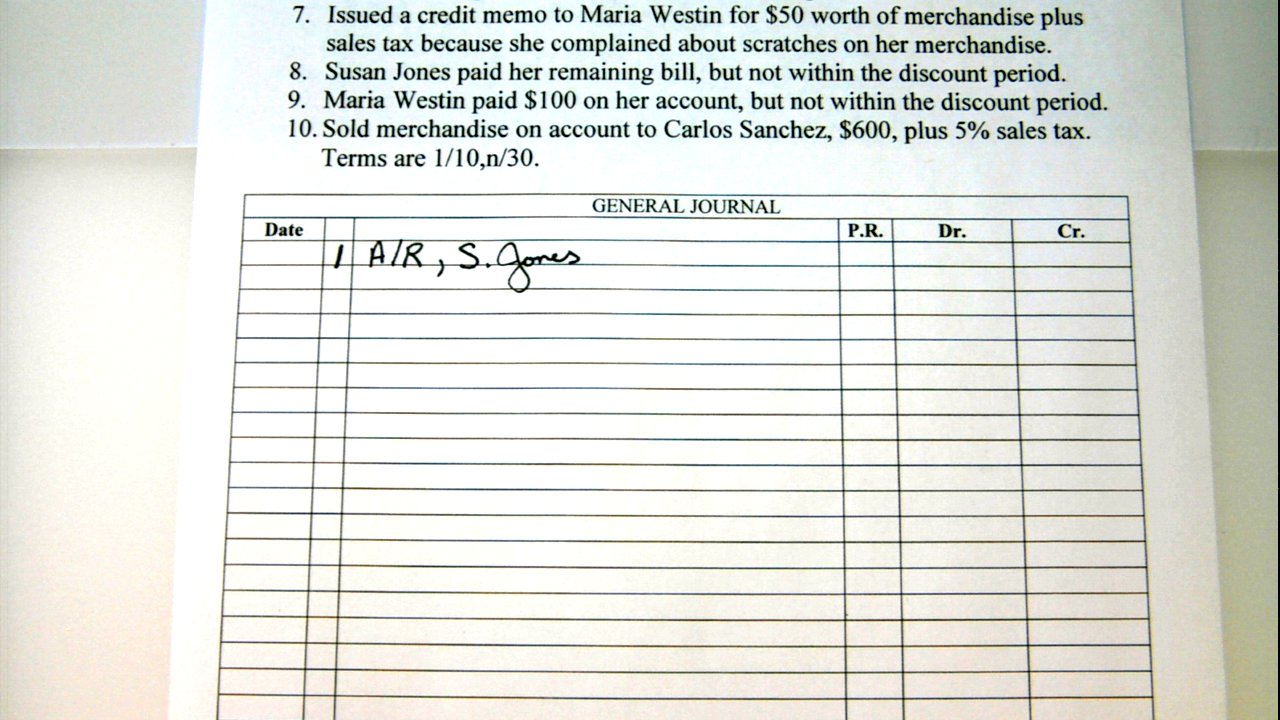 7. Issued a credit memo to Maria Westin for $50 worth of merchandise plus
sales tax because she complained about scratches on her merchandise.
8. Susan Jones paid her remaining bill, but not within the discount period.
9. Maria Westin paid $100 on her account, but not within the discount period.
10. Sold merchandise on account to Carlos Sanchez, $600, plus 5% sales tax.
Terms are 1/10,n/30.
GENERAL JOURNAL
Date P.R. Dr. Cr.
1 A/R, S. Jones